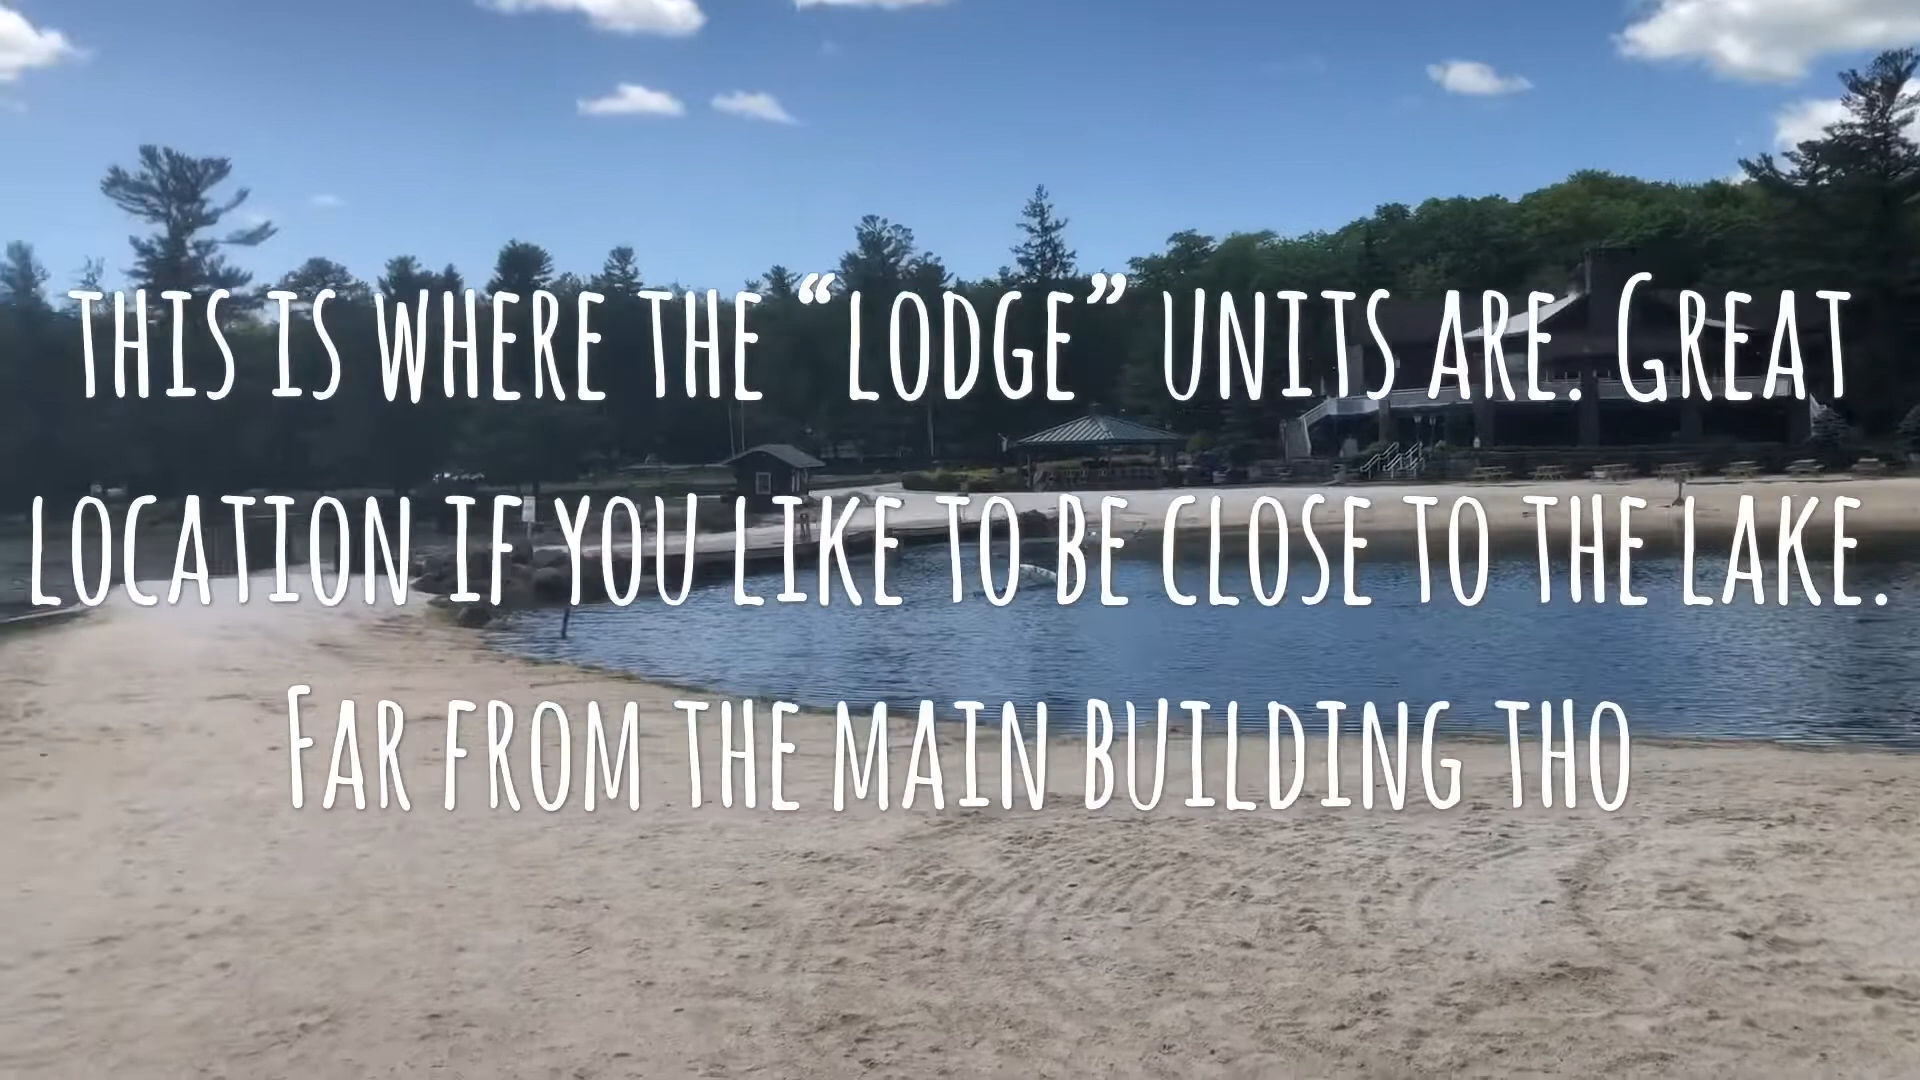 this is where the “lodge” units are. Great
location if you like to be close to the lake.
Far from the main building tho